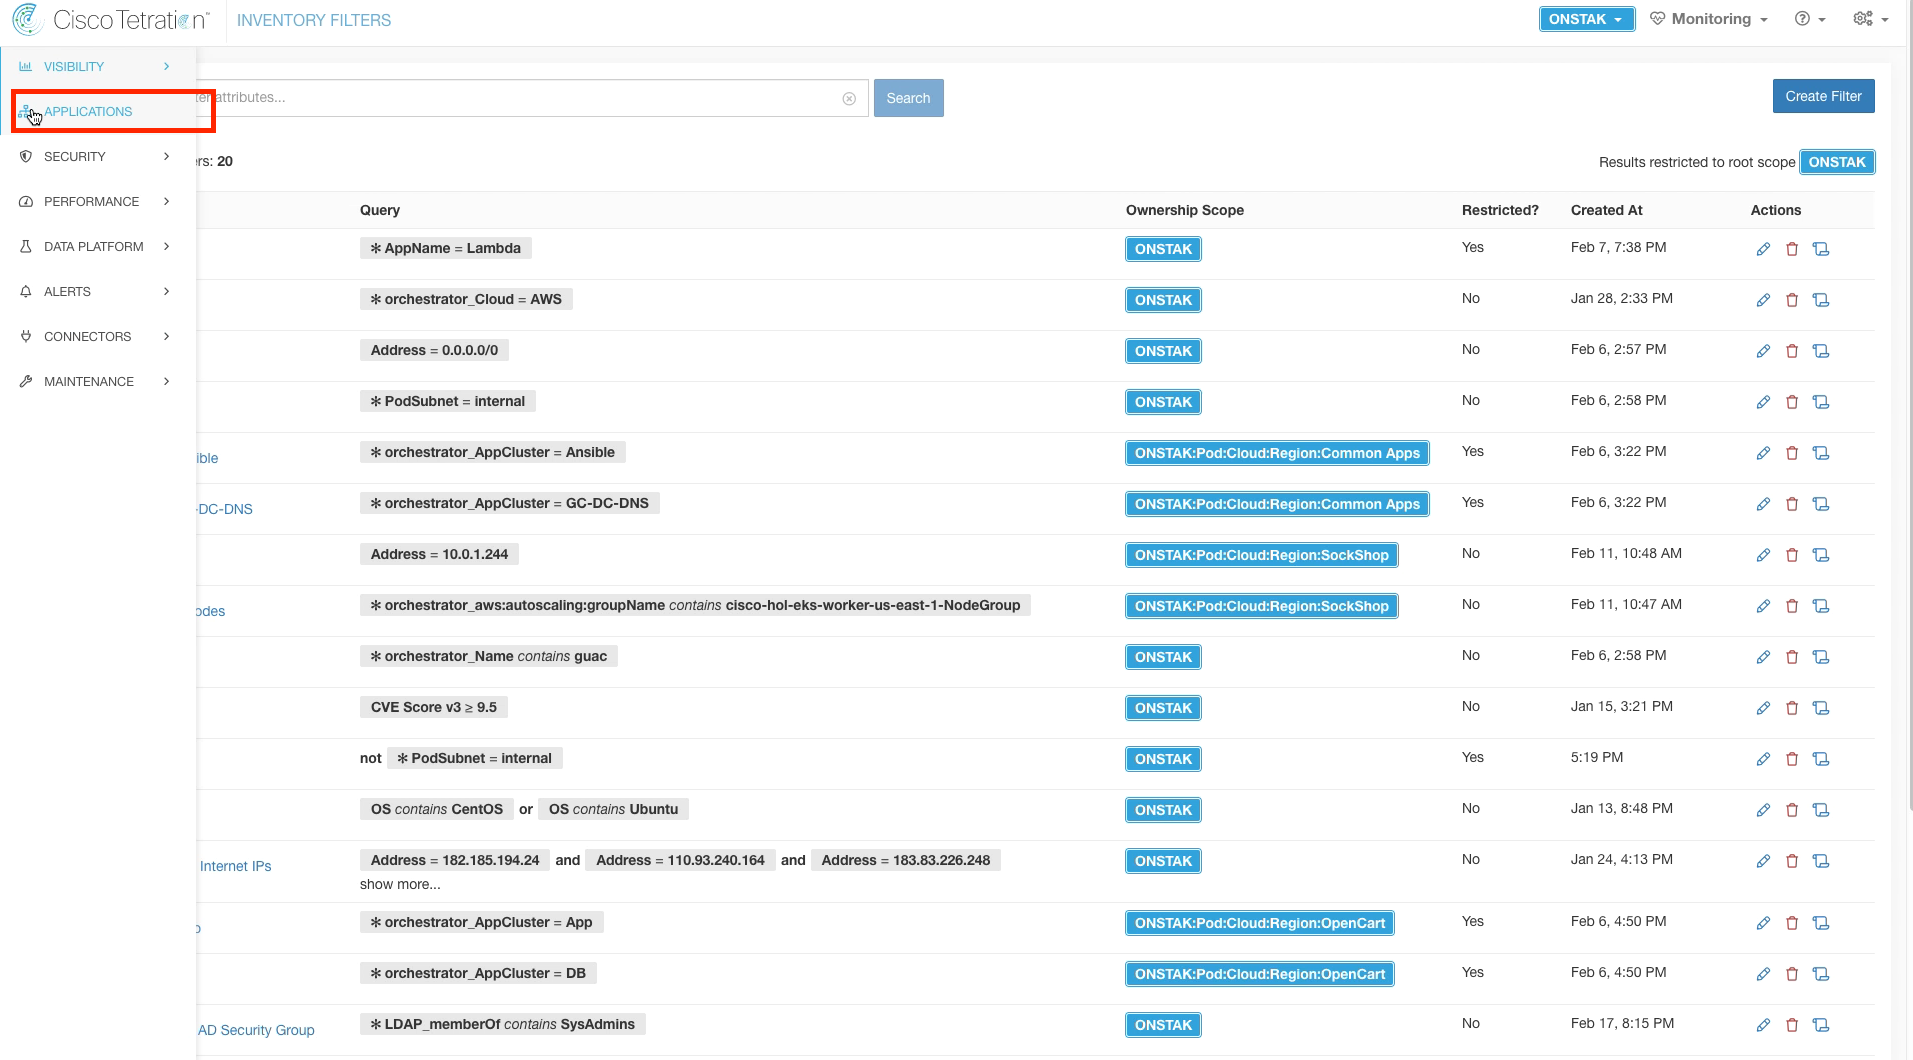 Cisco Tetration™ INVENTORY FILTERS ONSTAK Monitoring
VISIBILITY
APPLICATIONS
attributes... Search Create Filter
SECURITY
20 Results restricted to root scope ONSTAK
PERFORMANCE
Query Ownership Scope Restricted? Created At Actions
DATA PLATFORM
✻ AppName = Lambda ONSTAK Yes Feb 7, 7:38 PM
ALERTS
✻ orchestrator_Cloud = AWS ONSTAK No Jan 28, 2:33 PM
CONNECTORS
Address = 0.0.0.0/0 ONSTAK No Feb 6, 2:57 PM
MAINTENANCE
✻ PodSubnet = internal ONSTAK No Feb 6, 2:58 PM
ible ✻ orchestrator_AppCluster = Ansible ONSTAK:Pod:Cloud:Region:Common Apps Yes Feb 6, 3:22 PM
-DC-DNS ✻ orchestrator_AppCluster = GC-DC-DNS ONSTAK:Pod:Cloud:Region:Common Apps Yes Feb 6, 3:22 PM
Address = 10.0.1.244 ONSTAK:Pod:Cloud:Region:SockShop No Feb 11, 10:48 AM
odes ✻ orchestrator_aws:autoscaling:groupName contains cisco-hol-eks-worker-us-east-1-NodeGroup ONSTAK:Pod:Cloud:Region:SockShop No Feb 11, 10:47 AM
✻ orchestrator_Name contains guac ONSTAK No Feb 6, 2:58 PM
CVE Score v3 ≥ 9.5 ONSTAK No Jan 15, 3:21 PM
not ✻ PodSubnet = internal ONSTAK Yes 5:19 PM
OS contains CentOS or OS contains Ubuntu ONSTAK No Jan 13, 8:48 PM
Internet IPs Address = 182.185.194.24 and Address = 110.93.240.164 and Address = 183.83.226.248 ONSTAK No Jan 24, 4:13 PM
show more...
✻ orchestrator_AppCluster = App ONSTAK:Pod:Cloud:Region:OpenCart Yes Feb 6, 4:50 PM
✻ orchestrator_AppCluster = DB ONSTAK:Pod:Cloud:Region:OpenCart Yes Feb 6, 4:50 PM
AD Security Group ✻ LDAP_memberOf contains SysAdmins ONSTAK No Feb 17, 8:15 PM